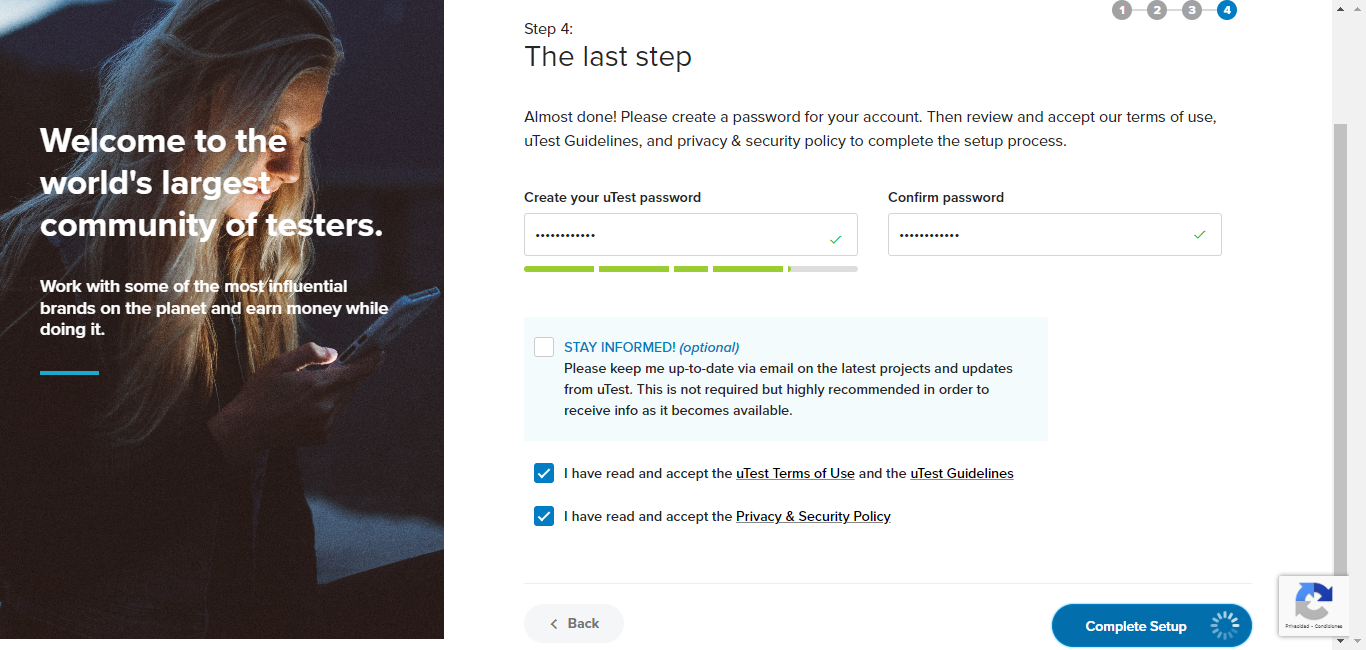 1 2 3 4
Step 4:
The last step
Welcome to the
world's largest
community of testers.
Work with some of the most influential
brands on the planet and earn money while
doing it.
Almost done! Please create a password for your account. Then review and accept our terms of use,
uTest Guidelines, and privacy & security policy to complete the setup process.
Create your uTest password
Confirm password
••••••••••••
••••••••••••
STAY INFORMED! (optional)
Please keep me up-to-date via email on the latest projects and updates
from uTest. This is not required but highly recommended in order to
receive info as it becomes available.
I have read and accept the uTest Terms of Use and the uTest Guidelines
I have read and accept the Privacy & Security Policy
Back
Complete Setup
Privacidad - Condiciones